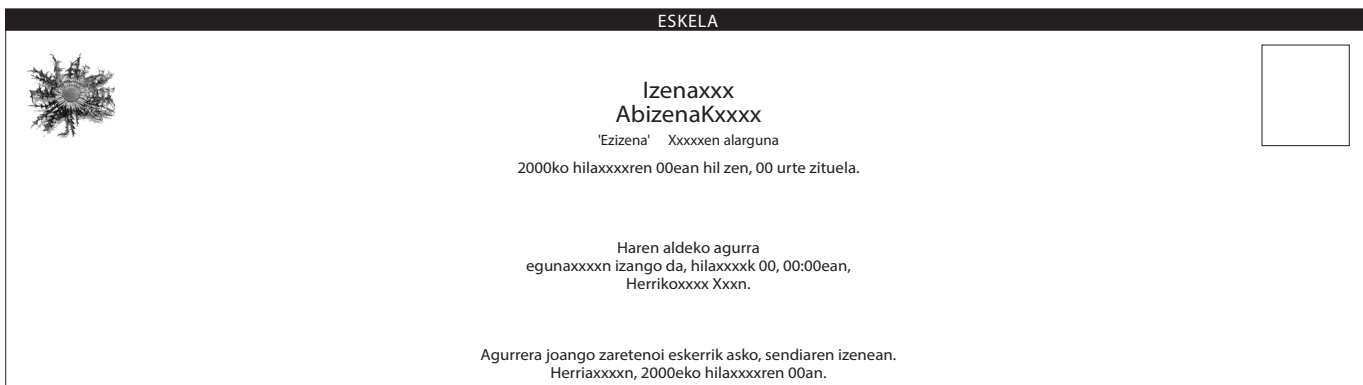 ESKELA
Izenaxxx
AbizenaKxxxx
'Ezizena' Xxxxxen alarguna
2000ko hilaxxxxren 00ean hil zen, 00 urte zituela.
Haren aldeko agurra
egunaxxxxn izango da, hilaxxxxk 00, 00:00ean,
Herrikoxxxx Xxxn.
Agurrera joango zaretenoi eskerrik asko, sendiaren izenean.
Herriaxxxxn, 2000eko hilaxxxxren 00an.